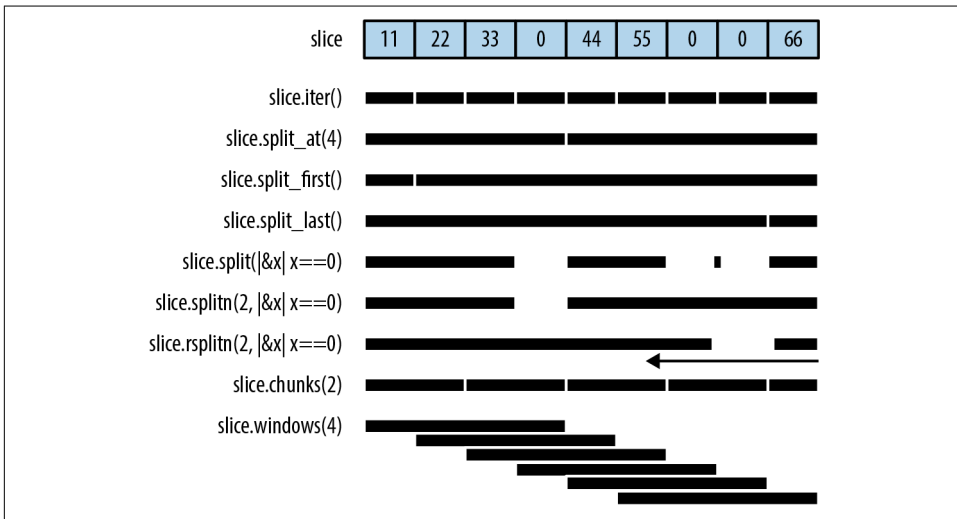 slice 11 22 33 0 44 55 0 0 66
slice.iter()
slice.split_at(4)
slice.split_first()
slice.split_last()
slice.split(|&x| x==0)
slice.splitn(2, |&x| x==0)
slice.rsplitn(2, |&x| x==0)
slice.chunks(2)
slice.windows(4)